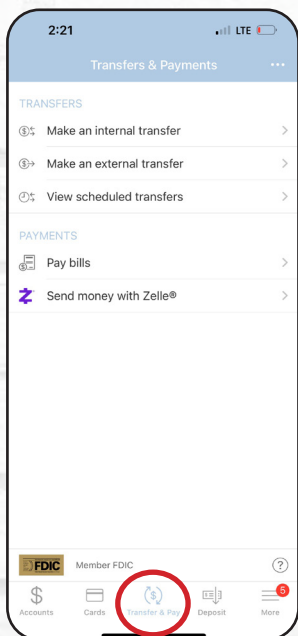 2:21 LTE
Transfers & Payments
TRANSFERS
Make an internal transfer
Make an external transfer
View scheduled transfers
PAYMENTS
Pay bills
Send money with Zelle®
FDIC Member FDIC ?
5
Accounts Cards Transfer & Pay Deposit More